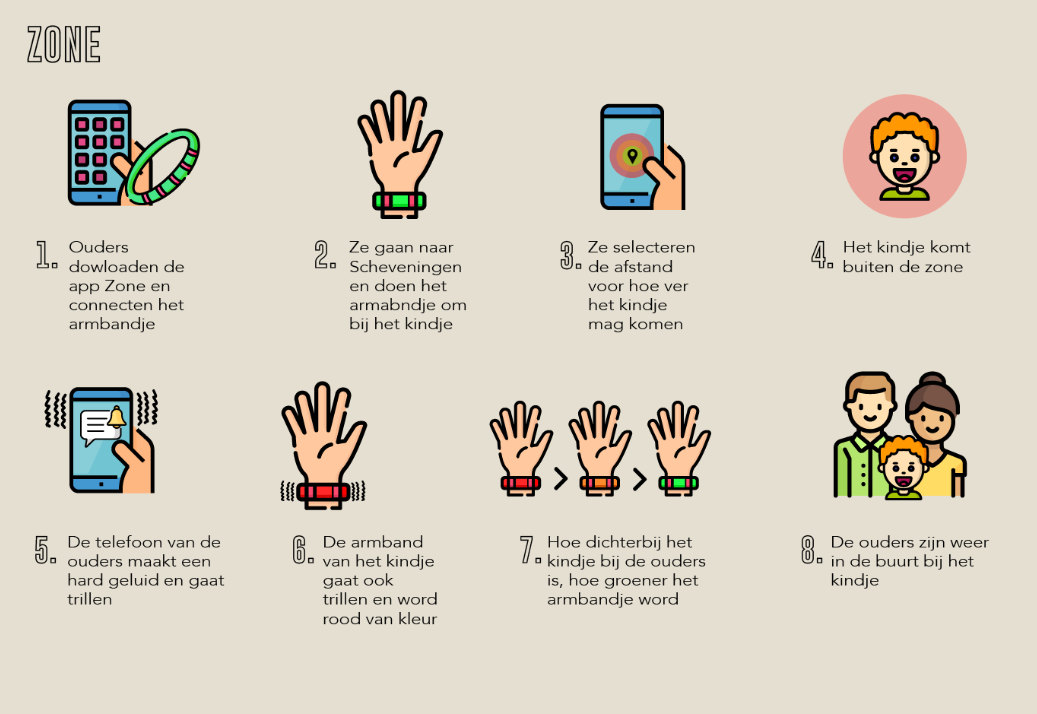 ZONE
1. Ouders
dowloaden de
app Zone en
connecten het
armbandje
2. Ze gaan naar
Scheveningen
en doen het
armabndje om
bij het kindje
3. Ze selecteren
de afstand
voor hoe ver
het kindje
mag komen
4. Het kindje komt
buiten de zone
5. De telefoon van de
ouders maakt een
hard geluid en gaat
trillen
6. De armband
van het kindje
gaat ook
trillen en word
rood van kleur
7. Hoe dichterbij het
kindje bij de ouders
is, hoe groener het
armbandje word
8. De ouders zijn weer
in de buurt bij het
kindje